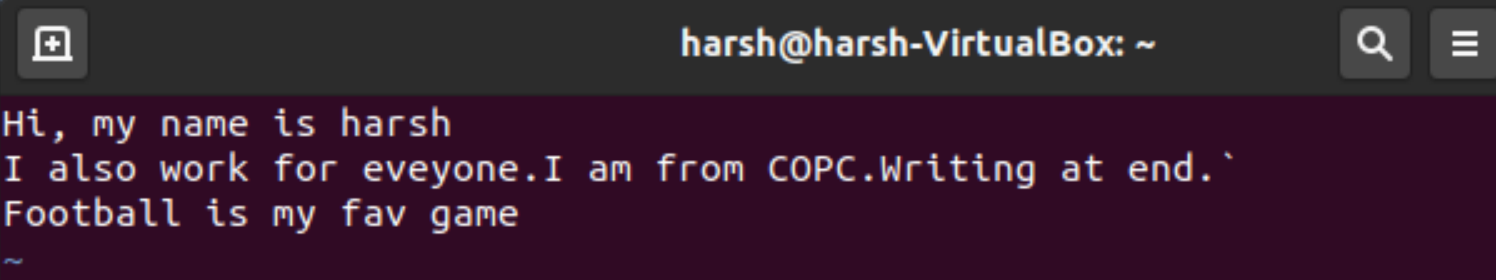 harsh@harsh-VirtualBox: ~
Hi, my name is harsh
I also work for eveyone.I am from COPC.Writing at end.`
Football is my fav game
~